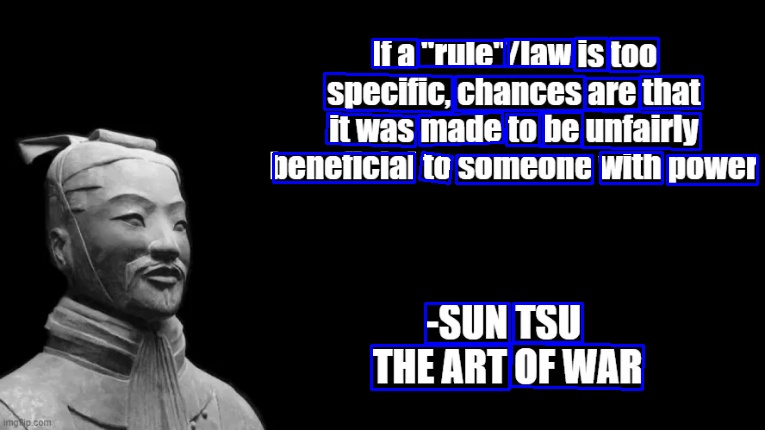 If a "rule"/law is too
specific, chances are that
it was made to be unfairly
beneficial to someone with power
-SUN TSU
THE ART OF WAR
imgflip.com